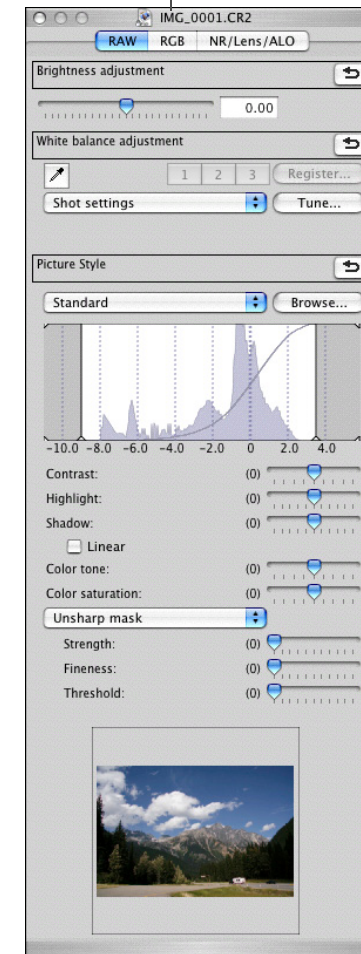 IMG_0001.CR2
RAW RGB NR/Lens/ALO
Brightness adjustment
0.00
White balance adjustment
1 2 3 Register...
Shot settings Tune...
Picture Style
Standard Browse...
-10.0 -8.0 -6.0 -4.0 -2.0 0 2.0 4.0
Contrast: (0)
Highlight: (0)
Shadow: (0)
Linear
Color tone: (0)
Color saturation: (0)
Unsharp mask
Strength: (0)
Fineness: (0)
Threshold: (0)